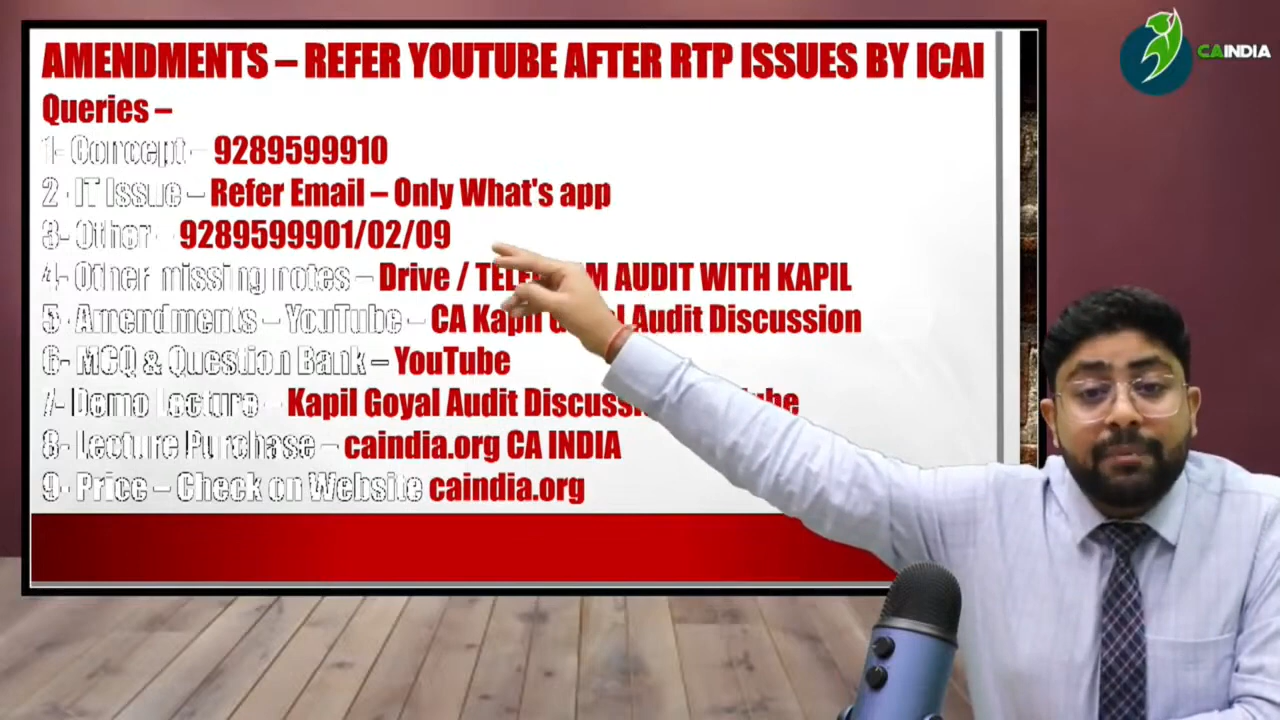 AMENDMENTS – REFER YOUTUBE AFTER RTP ISSUES BY ICAI
Queries –
1- Concept – 9289599910
2 - IT Issue – Refer Email – Only What's app
3- Other – 9289599901/02/09
4- Other missing notes – Drive / AUDIT WITH KAPIL
5- Amendments – YouTube – CA Kapil Audit Discussion
6- MCQ & Question Bank – YouTube
7- Demo Lecture – Kapil Goyal Audit
8- Lecture Purchase – caindia.org CA INDIA
9- Price – Check on Website caindia.org
CAINDIA